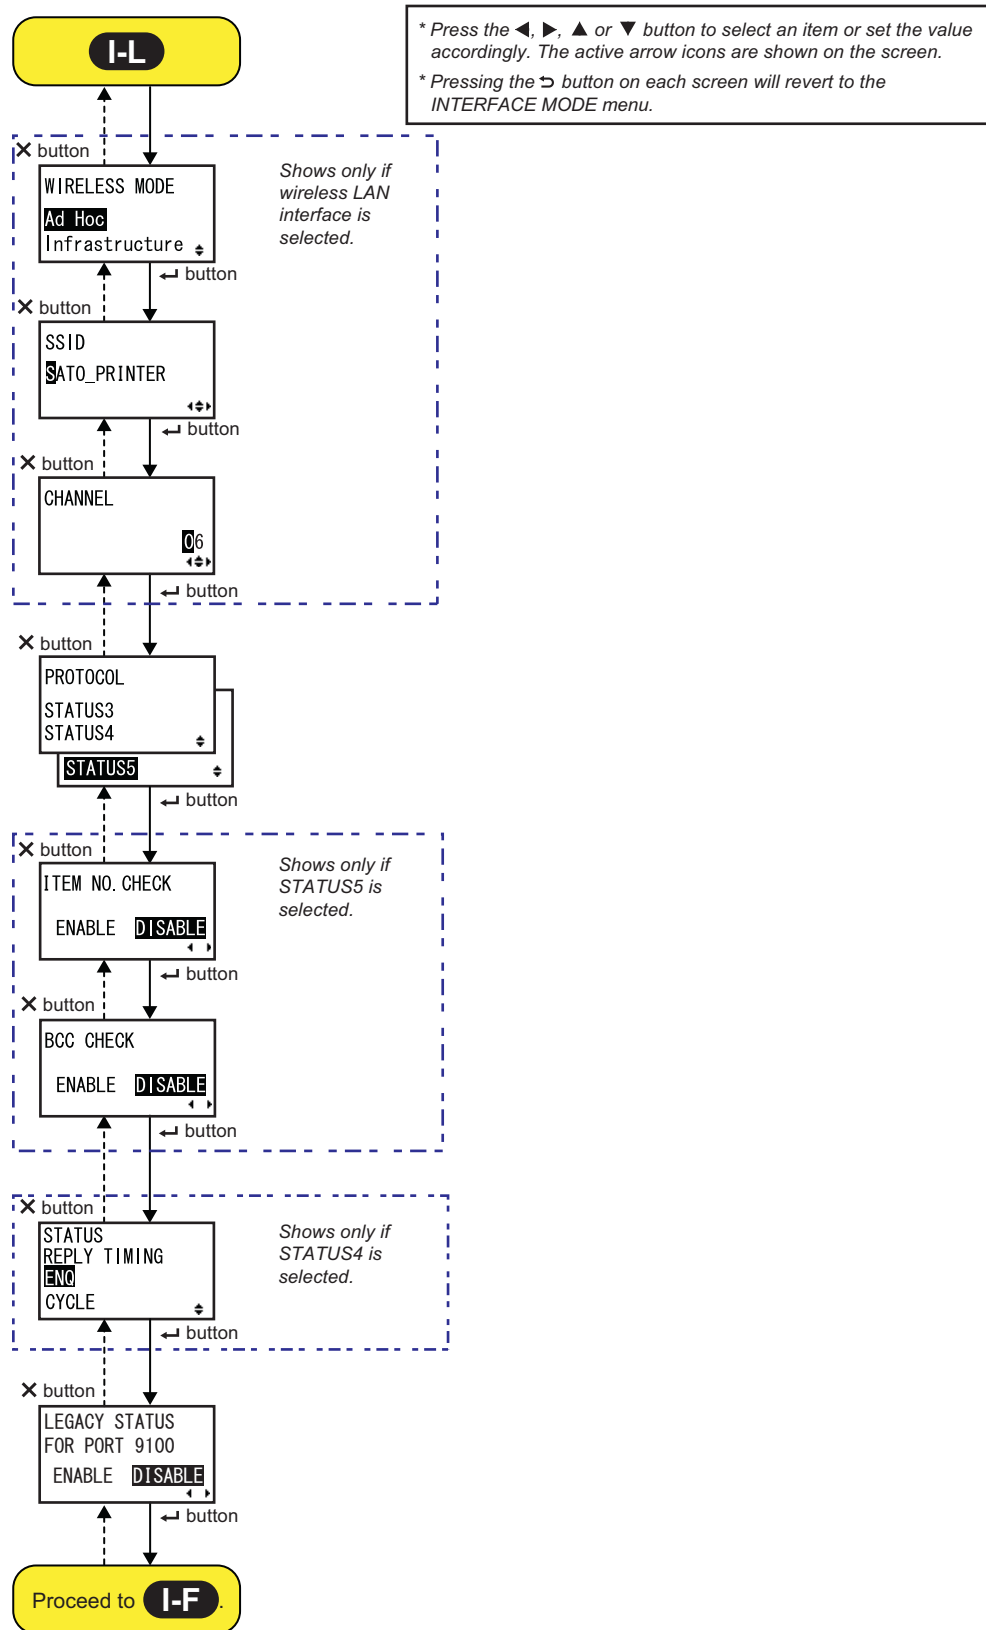 I-L
* Press the ◀, ▶, ▲ or ▼ button to select an item or set the value
accordingly. The active arrow icons are shown on the screen.
* Pressing the ⮌ button on each screen will revert to the
INTERFACE MODE menu.
✕ button
WIRELESS MODE
Ad Hoc
Infrastructure
Shows only if
wireless LAN
interface is
selected.
↵ button
✕ button
SSID
SATO_PRINTER
↵ button
✕ button
CHANNEL
06
↵ button
✕ button
PROTOCOL
STATUS3
STATUS4
STATUS5
↵ button
✕ button
ITEM NO. CHECK
ENABLE DISABLE
Shows only if
STATUS5 is
selected.
↵ button
✕ button
BCC CHECK
ENABLE DISABLE
↵ button
✕ button
STATUS
REPLY TIMING
ENQ
CYCLE
Shows only if
STATUS4 is
selected.
↵ button
✕ button
LEGACY STATUS
FOR PORT 9100
ENABLE DISABLE
↵ button
Proceed to I-F.